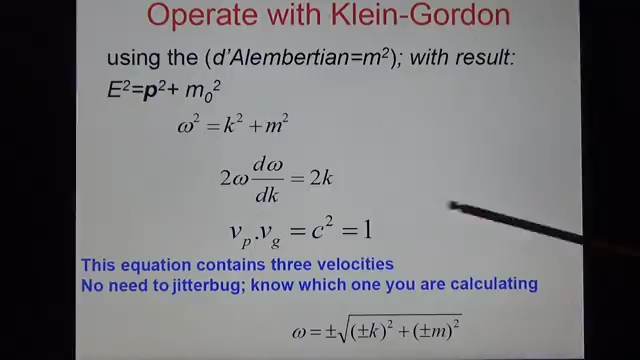 Operate with Klein-Gordon
using the (d'Alembertian=m²); with result:
E²=p²+ m₀²
ω² = k² + m²
2ω dω/dk = 2k
vₚ.v_g = c² = 1
This equation contains three velocities
No need to jitterbug; know which one you are calculating
ω = ±√((±k)² + (±m)²)